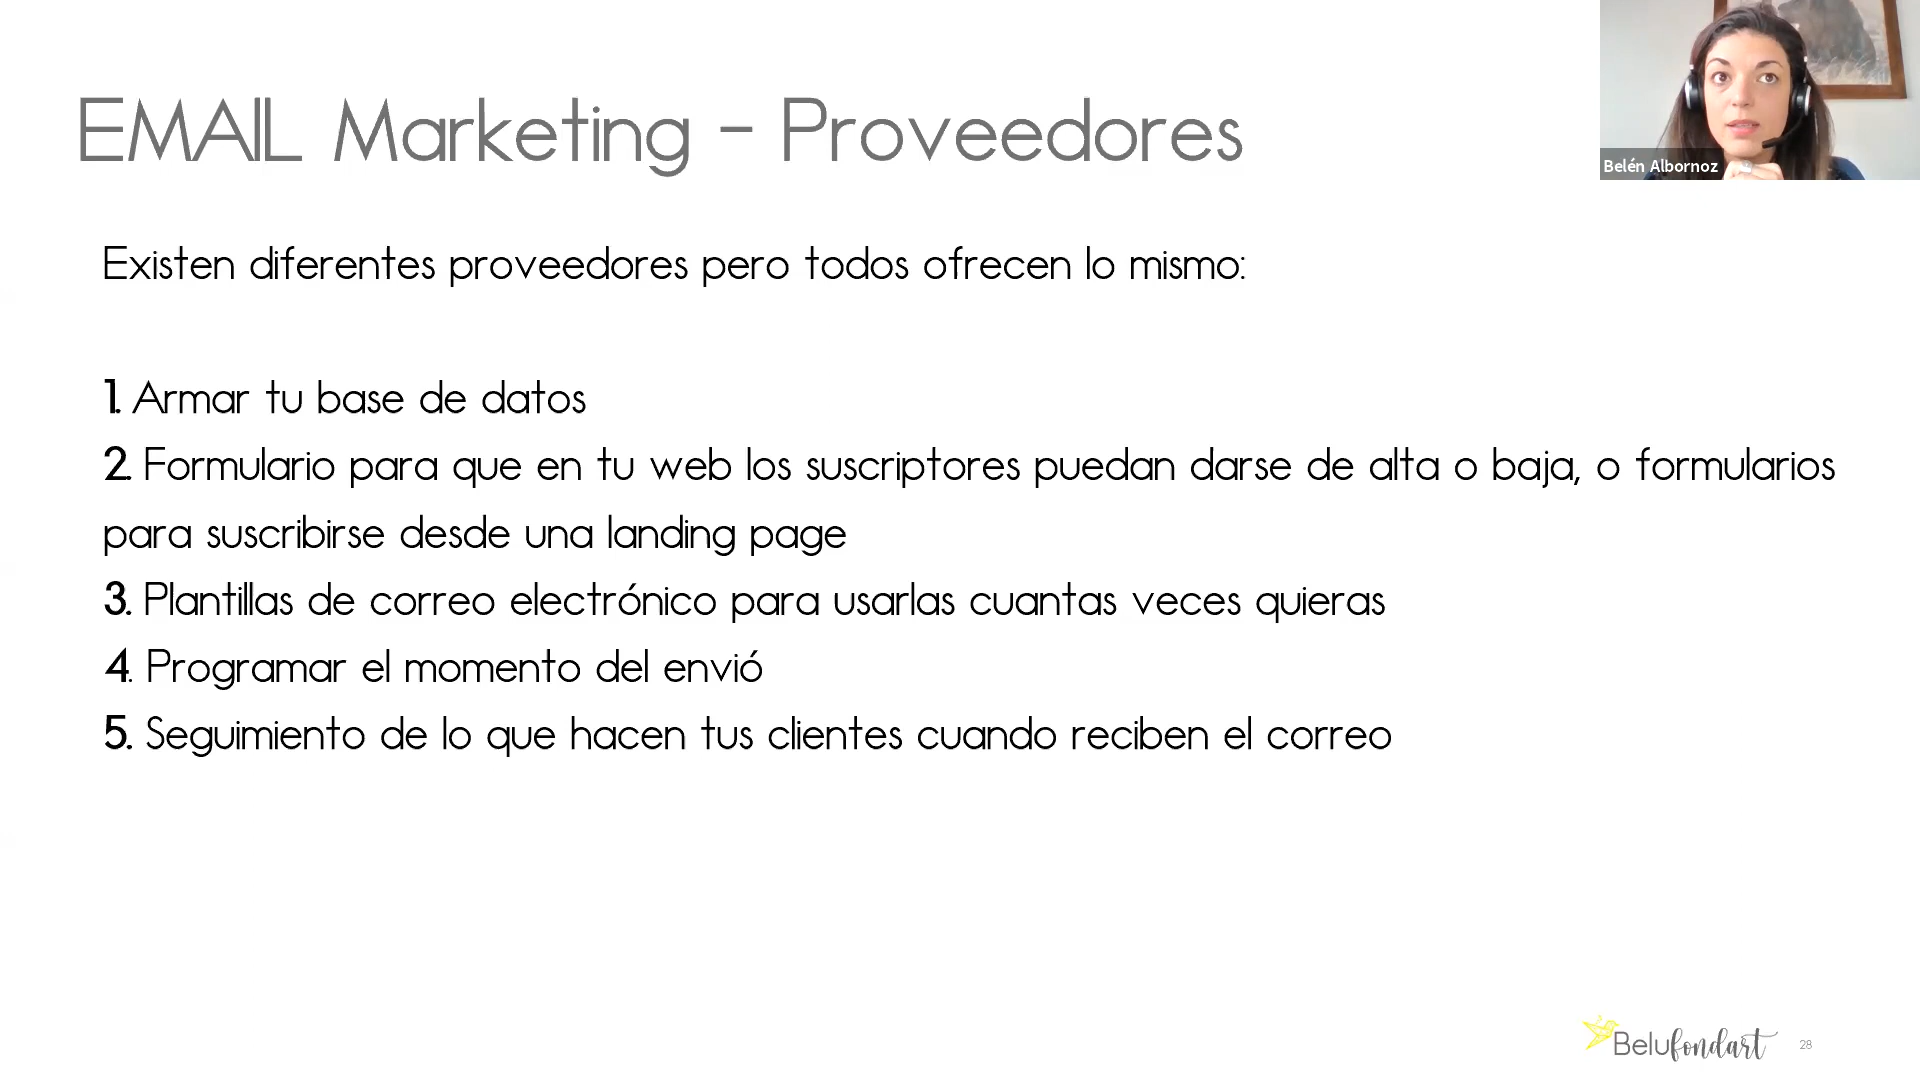 EMAIL Marketing - Proveedores
Belén Albornoz
Existen diferentes proveedores pero todos ofrecen lo mismo:
1. Armar tu base de datos
2. Formulario para que en tu web los suscriptores puedan darse de alta o baja, o formularios
para suscribirse desde una landing page
3. Plantillas de correo electrónico para usarlas cuantas veces quieras
4. Programar el momento del envió
5. Seguimiento de lo que hacen tus clientes cuando reciben el correo
Belufondart
28